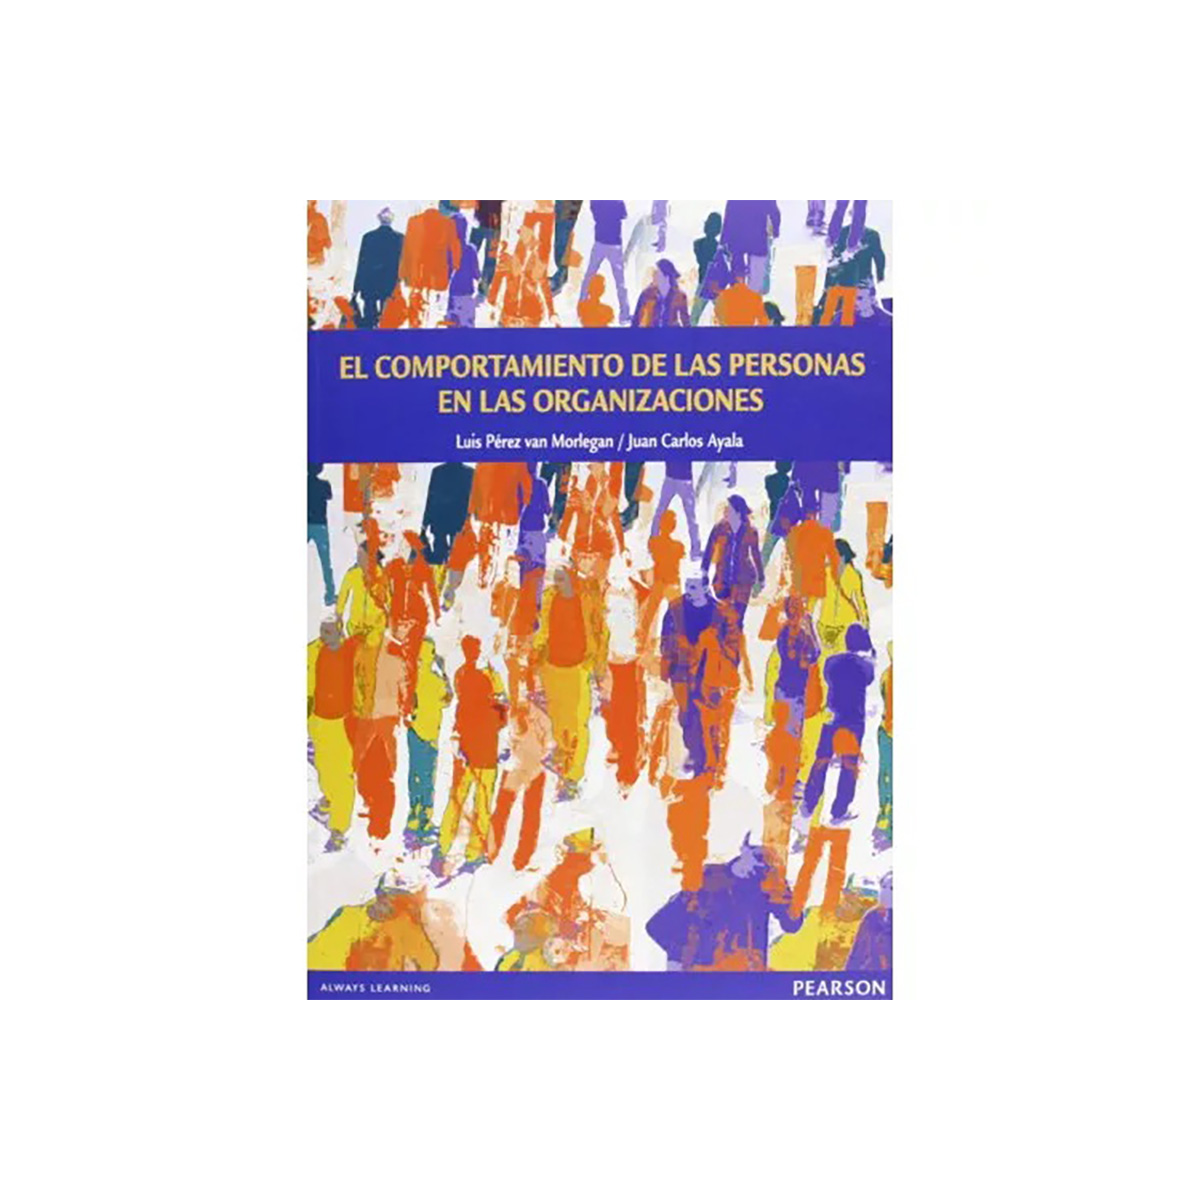 EL COMPORTAMIENTO DE LAS PERSONAS
EN LAS ORGANIZACIONES
Luis Pérez van Morlegan / Juan Carlos Ayala
ALWAYS LEARNING
PEARSON